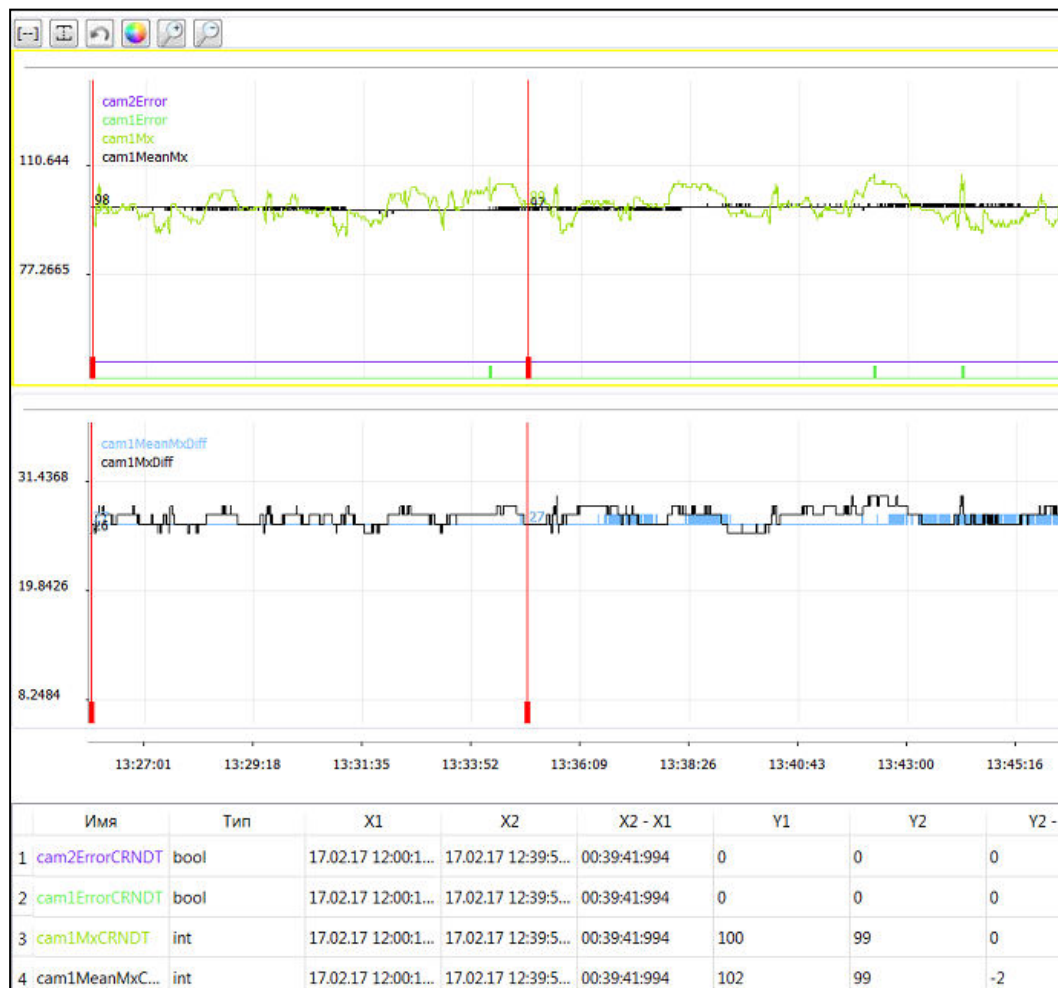 [--]
cam2Error
cam1Error
cam1Mx
cam1MeanMx
110.644
98
99
97
77.2665
cam1MeanMxDiff
cam1MxDiff
31.4368
26
27
19.8426
8.2484
13:27:01 13:29:18 13:31:35 13:33:52 13:36:09 13:38:26 13:40:43 13:43:00 13:45:16
Имя Тип X1 X2 X2 - X1 Y1 Y2 Y2 -
1 cam2ErrorCRNDT bool 17.02.17 12:00:1... 17.02.17 12:39:5... 00:39:41:994 0 0 0
2 cam1ErrorCRNDT bool 17.02.17 12:00:1... 17.02.17 12:39:5... 00:39:41:994 0 0 0
3 cam1MxCRNDT int 17.02.17 12:00:1... 17.02.17 12:39:5... 00:39:41:994 100 99 0
4 cam1MeanMxC... int 17.02.17 12:00:1... 17.02.17 12:39:5... 00:39:41:994 102 99 -2